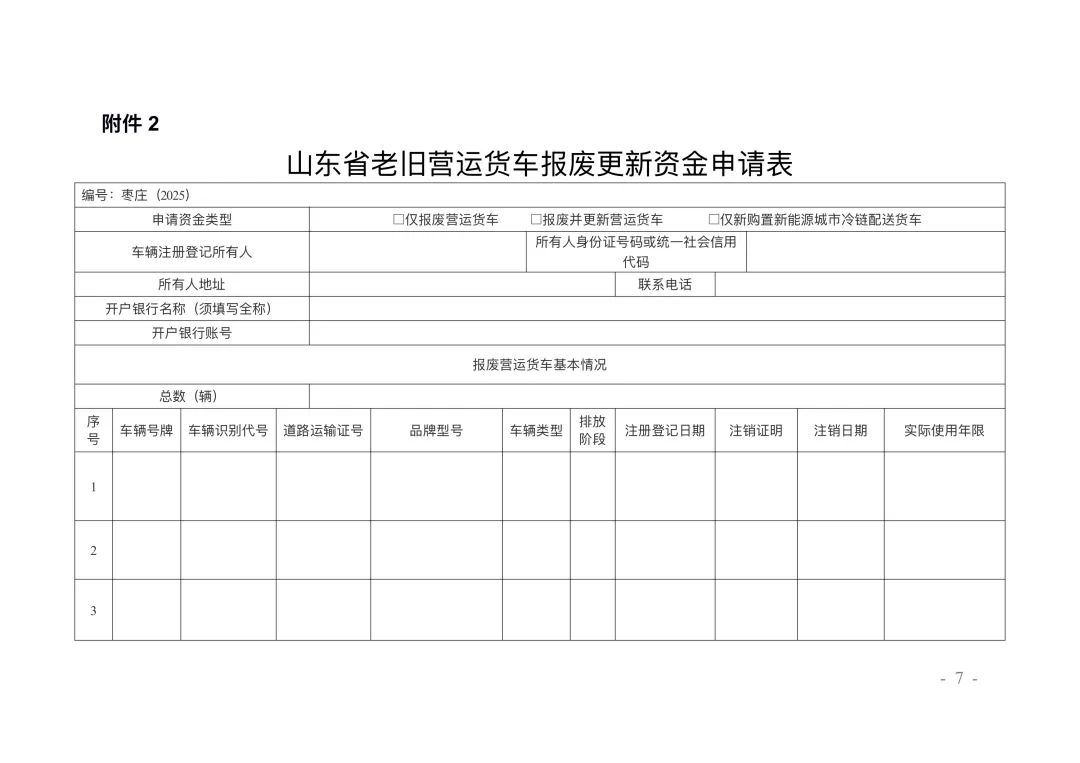 附件 2
山东省老旧营运货车报废更新资金申请表
编号：枣庄（2025）
申请资金类型 □仅报废营运货车 □报废并更新营运货车 □仅新购置新能源城市冷链配送货车
车辆注册登记所有人 所有人身份证号码或统一社会信用
代码
所有人地址 联系电话
开户银行名称（须填写全称）
开户银行账号
报废营运货车基本情况
总数（辆）
序
号 车辆号牌 车辆识别代号 道路运输证号 品牌型号 车辆类型 排放
阶段 注册登记日期 注销证明 注销日期 实际使用年限
1
2
3
- 7 -